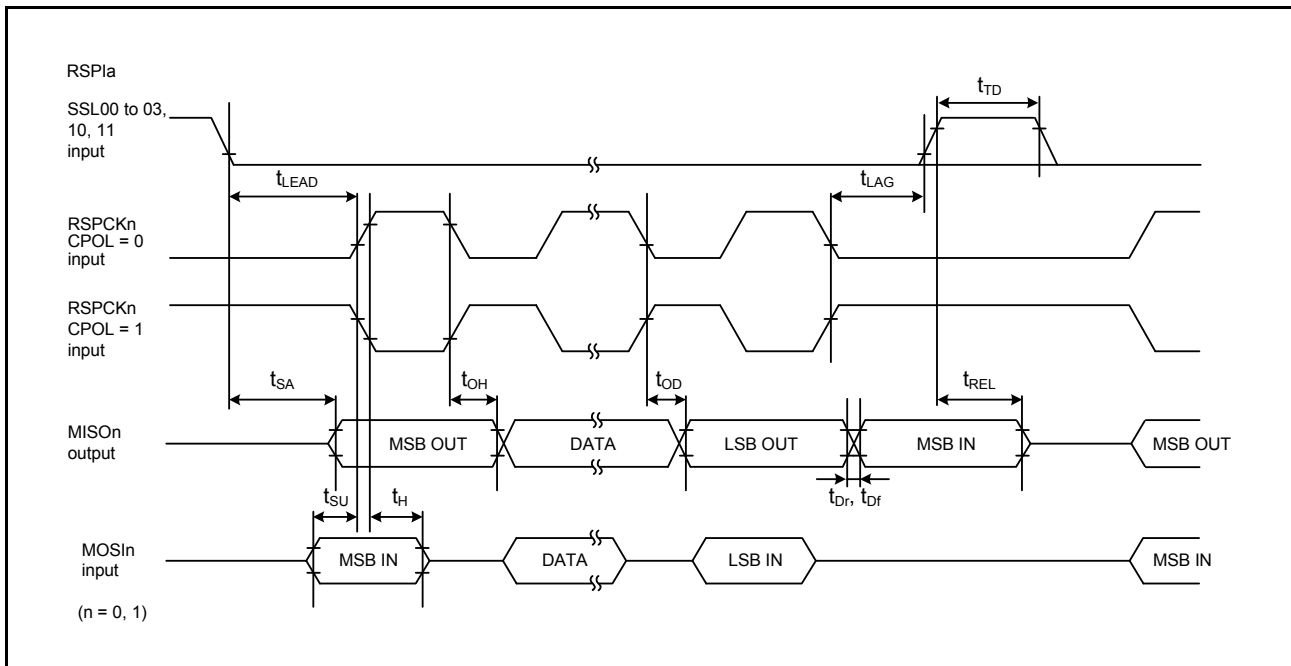 RSPIa
SSL00 to 03,
10, 11
input
tTD
tLEAD
tLAG
RSPCKn
CPOL = 0
input
RSPCKn
CPOL = 1
input
tSA
tOH
tOD
tREL
MISOn
output
MSB OUT
DATA
LSB OUT
MSB IN
MSB OUT
tSU
tH
tDr, tDf
MOSIn
input
MSB IN
DATA
LSB IN
MSB IN
(n = 0, 1)